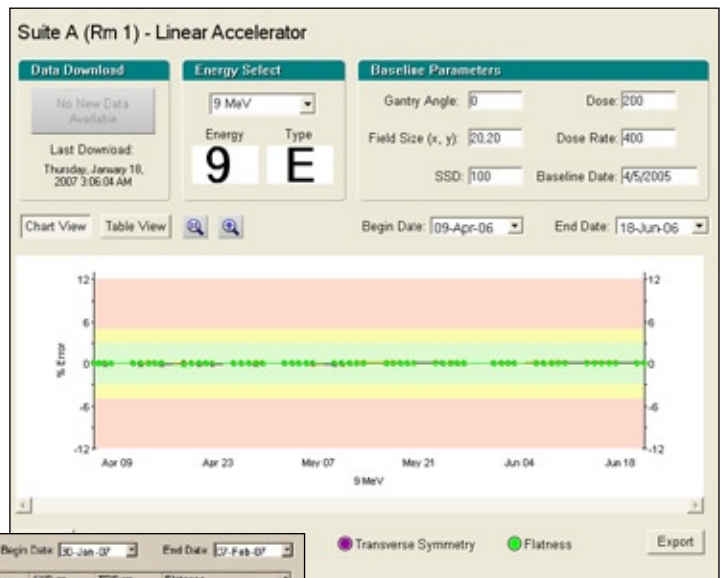 Suite A (Rm 1) - Linear Accelerator
Data Download
Energy Select
Baseline Parameters
No New Data
Available
Last Download:
Thursday, January 18,
2007 3:06:04 AM
9 MeV
Energy Type
9 E
Gantry Angle: 0 Dose: 200
Field Size (x, y): 20,20 Dose Rate: 400
SSD: 100 Baseline Date: 4/5/2005
Chart View Table View
Begin Date: 09-Apr-06 End Date: 18-Jun-06
12 12
6 6
% Error
0 0
-6 -6
-12 -12
Apr 09 Apr 23 May 07 May 21 Jun 04 Jun 18
9 MeV
Transverse Symmetry Flatness Export
Begin Date: 30-Jan-07 End Date: 07-Feb-07
Flatness